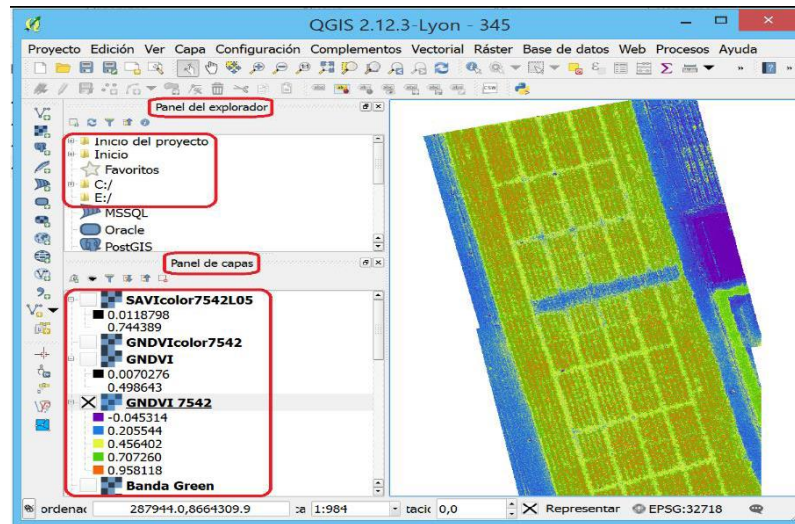 QGIS 2.12.3-Lyon - 345
Proyecto Edición Ver Capa Configuración Complementos Vectorial Ráster Base de datos Web Procesos Ayuda
Panel del explorador
Inicio del proyecto
Inicio
Favoritos
C:/
E:/
MSSQL
Oracle
PostGIS
Panel de capas
SAVIcolor7542L05
0.0118798
0.744389
GNDVIcolor7542
GNDVI
0.0070276
0.498643
GNDVI 7542
-0.045314
0.205544
0.456402
0.707260
0.958118
Banda Green
ordenac 287944.0,8664309.9 :a 1:984 tacić 0,0 Representar EPSG:32718